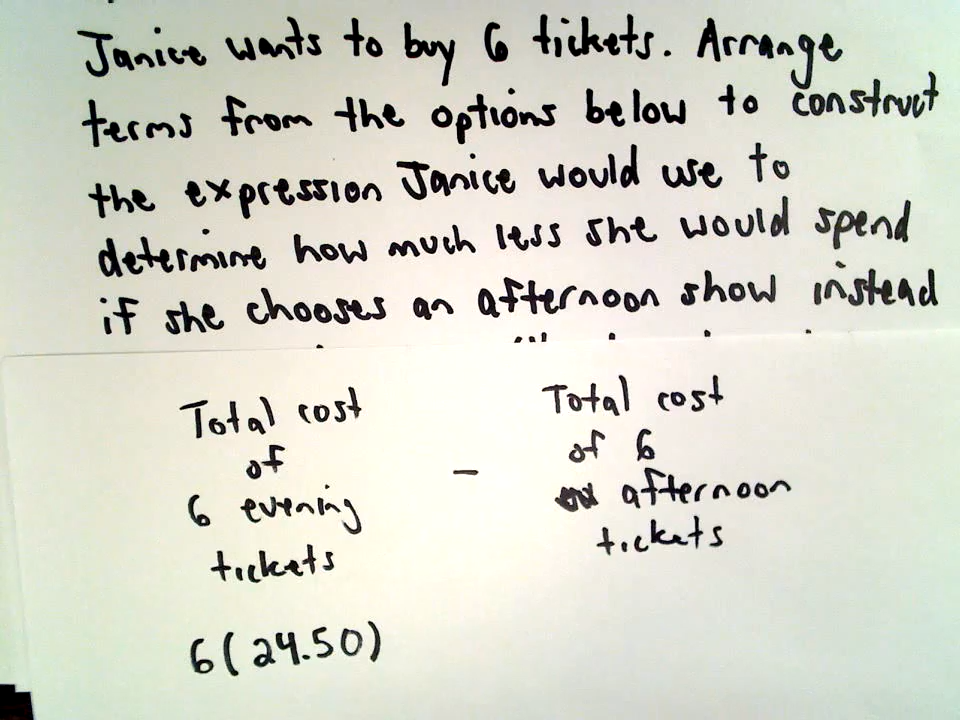 Janice wants to buy 6 tickets. Arrange
terms from the options below to construct
the expression Janice would use to
determine how much less she would spend
if she chooses an afternoon show instead
Total cost
of
6 evening
tickets
-
Total cost
of 6
afternoon
tickets
6(24.50)